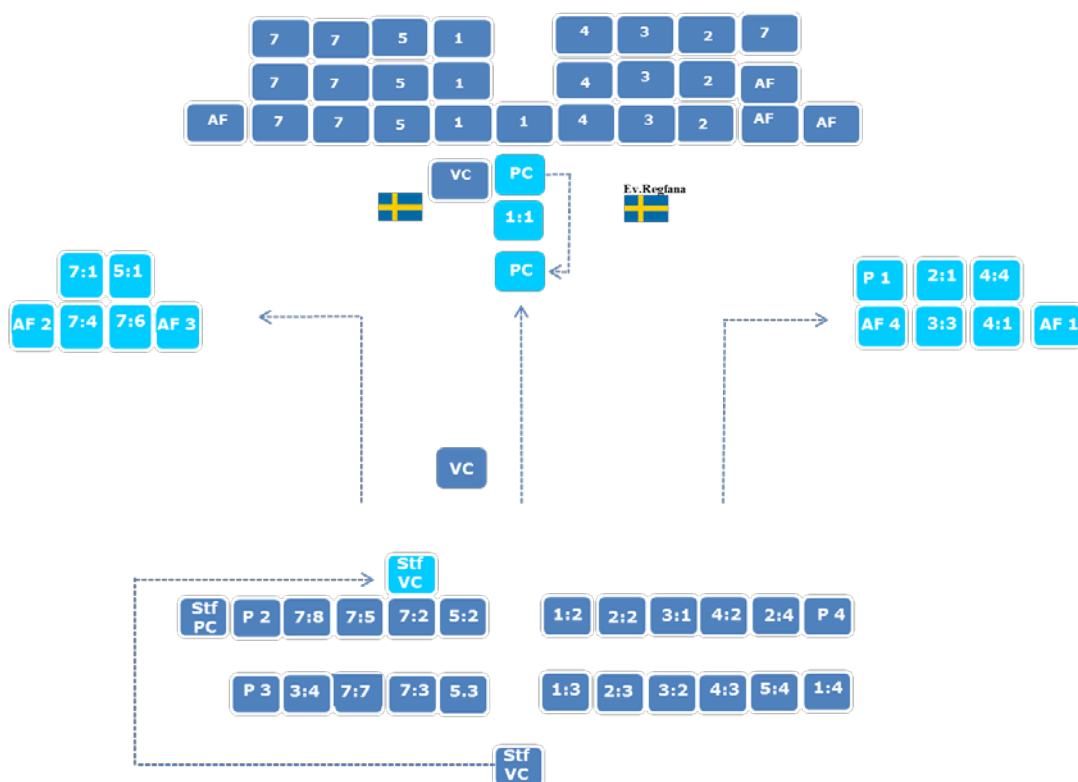 7 7 5 1 4 3 2 7
7 7 5 1 4 3 2 AF
AF 7 7 5 1 1 4 3 2 AF AF
VC PC
Ev.Regfana
1:1
PC
7:1 5:1
P 1 2:1 4:4
AF 2 7:4 7:6 AF 3
AF 4 3:3 4:1 AF 1
VC
Stf
VC
Stf
PC
P 2 7:8 7:5 7:2 5:2
1:2 2:2 3:1 4:2 2:4 P 4
P 3 3:4 7:7 7:3 5.3
1:3 2:3 3:2 4:3 5:4 1:4
Stf
VC